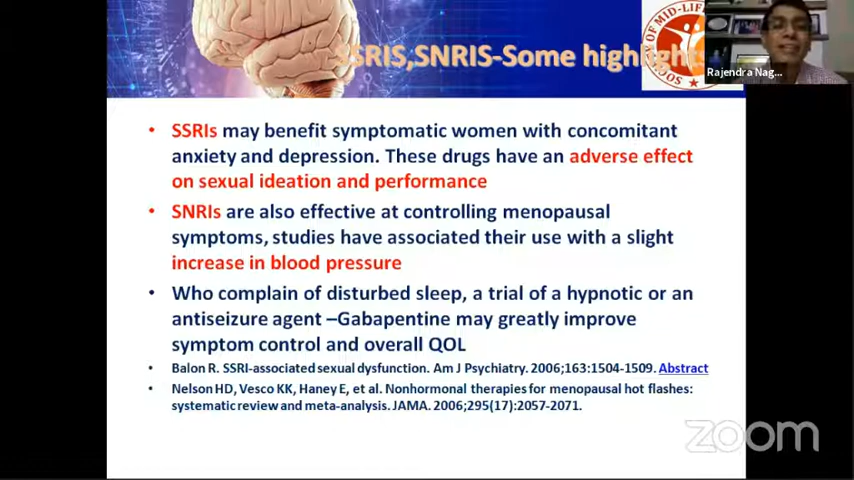 SSRIS,SNRIS-Some highlights
OF MID-LIFE
SOC
Rajendra Nag...
• SSRIs may benefit symptomatic women with concomitant
anxiety and depression. These drugs have an adverse effect
on sexual ideation and performance
• SNRIs are also effective at controlling menopausal
symptoms, studies have associated their use with a slight
increase in blood pressure
• Who complain of disturbed sleep, a trial of a hypnotic or an
antiseizure agent –Gabapentine may greatly improve
symptom control and overall QOL
• Balon R. SSRI-associated sexual dysfunction. Am J Psychiatry. 2006;163:1504-1509. Abstract
• Nelson HD, Vesco KK, Haney E, et al. Nonhormonal therapies for menopausal hot flashes:
systematic review and meta-analysis. JAMA. 2006;295(17):2057-2071.
zoom